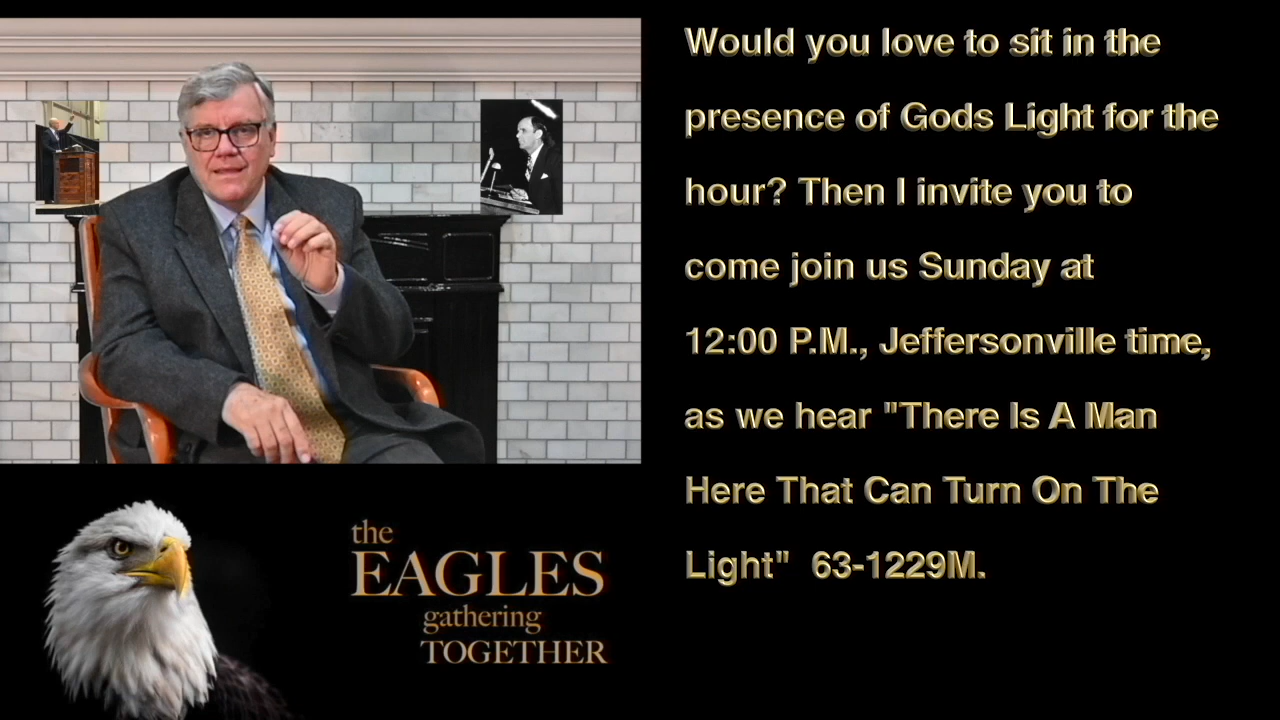 Would you love to sit in the
presence of Gods Light for the
hour? Then I invite you to
come join us Sunday at
12:00 P.M., Jeffersonville time,
as we hear "There Is A Man
Here That Can Turn On The
Light"  63-1229M.
the
EAGLES
gathering
TOGETHER